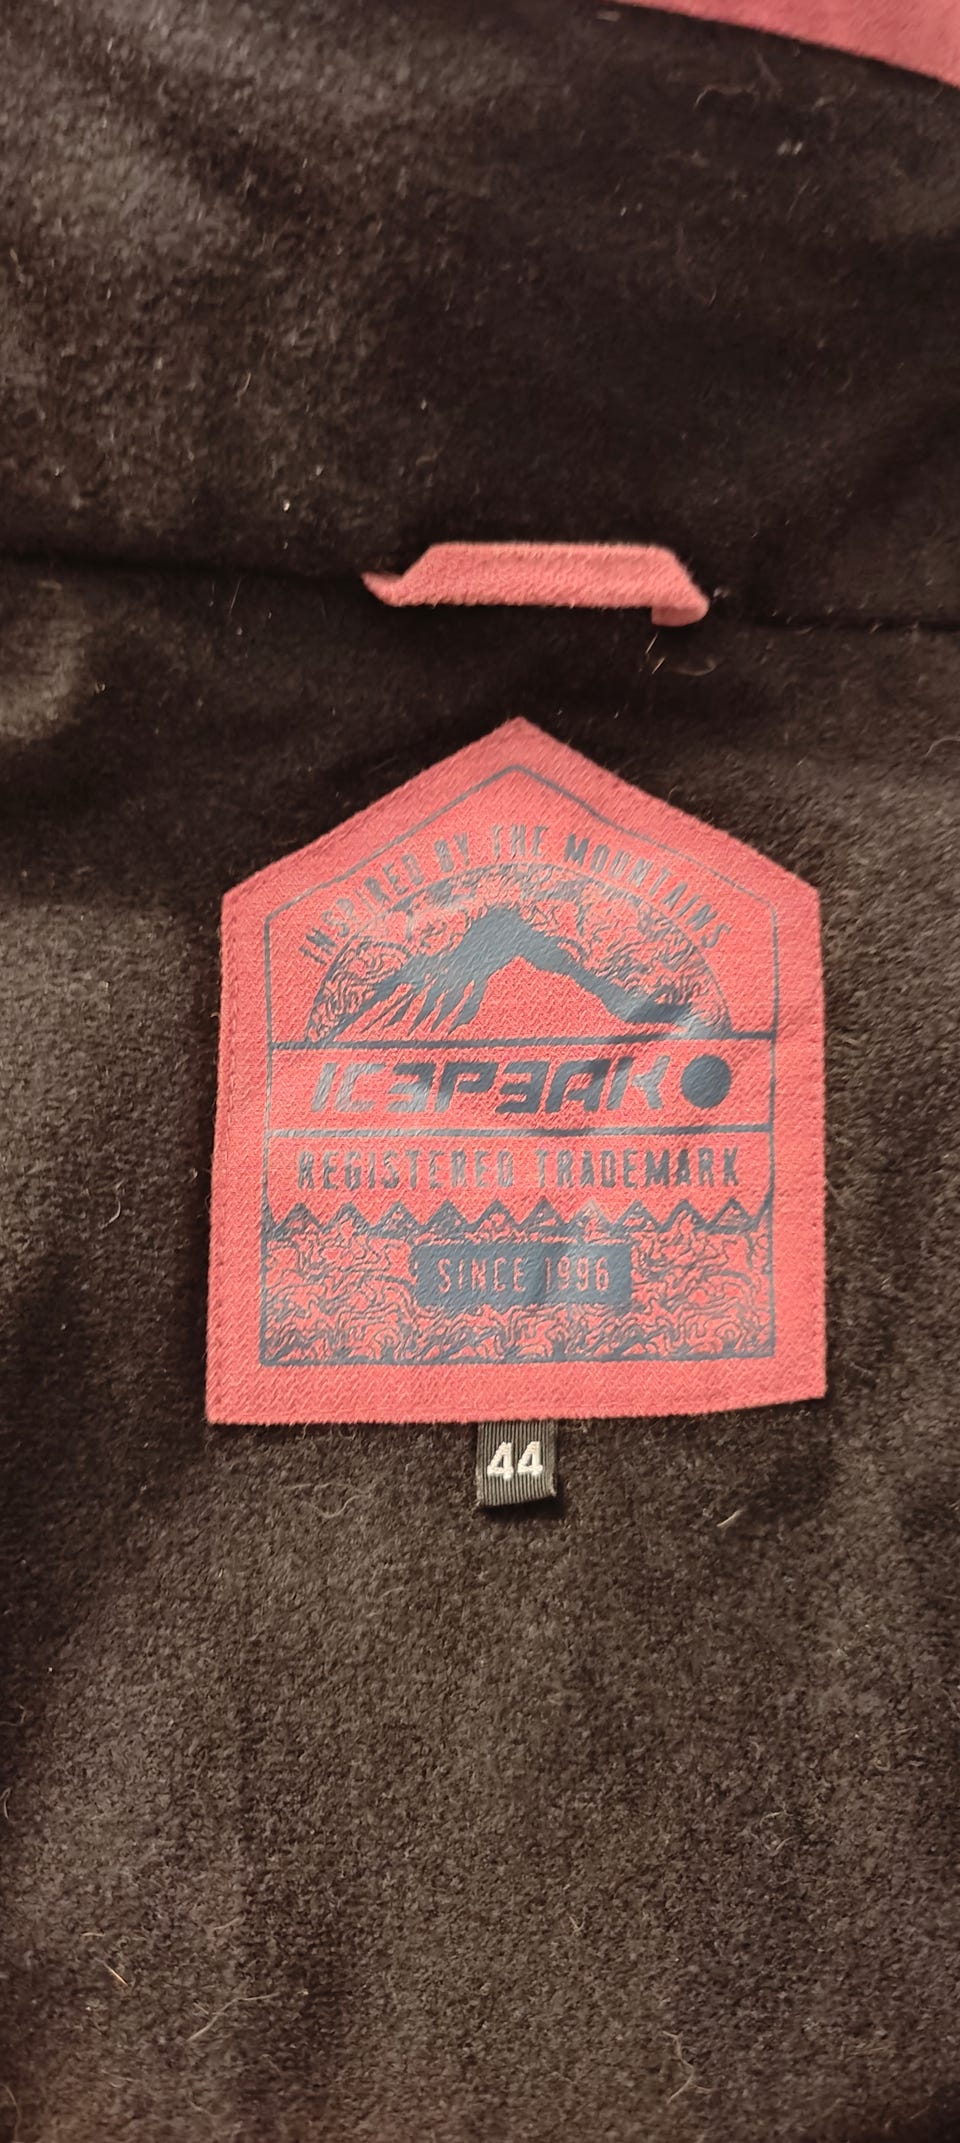 INSPIRED BY THE MOUNTAINS
ICEPEAK
REGISTERED TRADEMARK
SINCE 1996
44